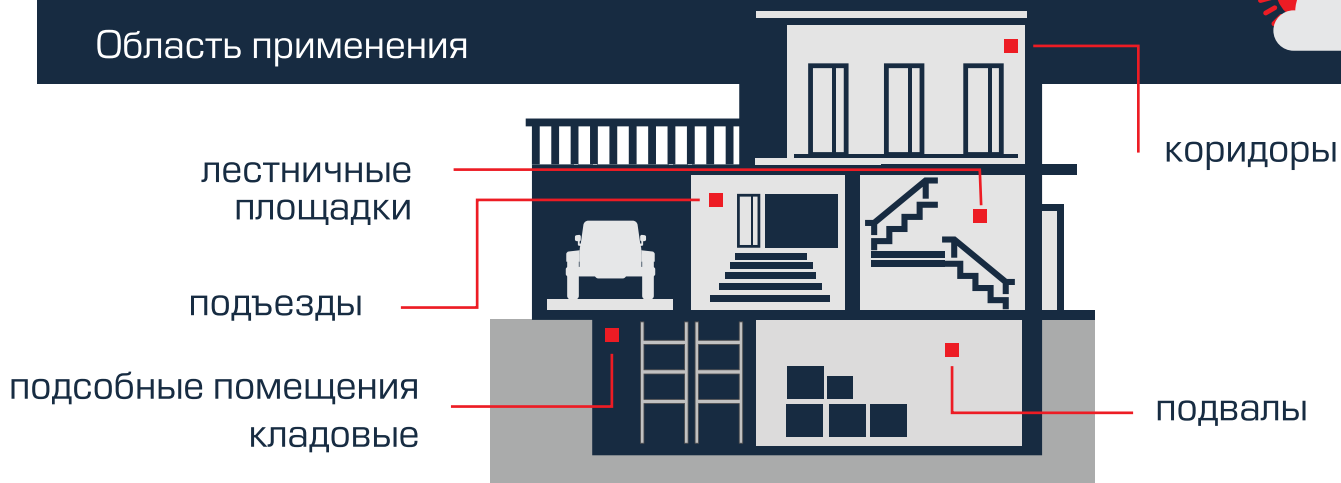 Область применения
коридоры
лестничные
площадки
подъезды
подсобные помещения
кладовые
подвалы